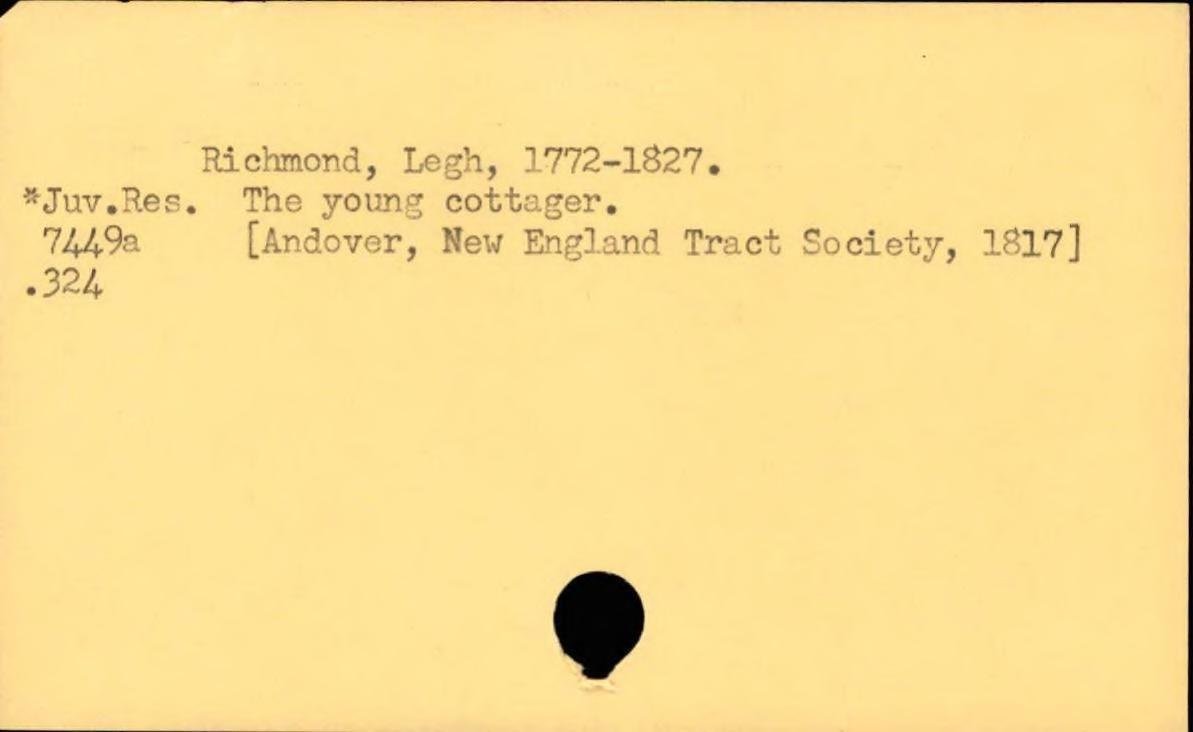 Richmond, Legh, 1772-1827.
*Juv.Res. The young cottager.
7449a [Andover, New England Tract Society, 1817]
.324